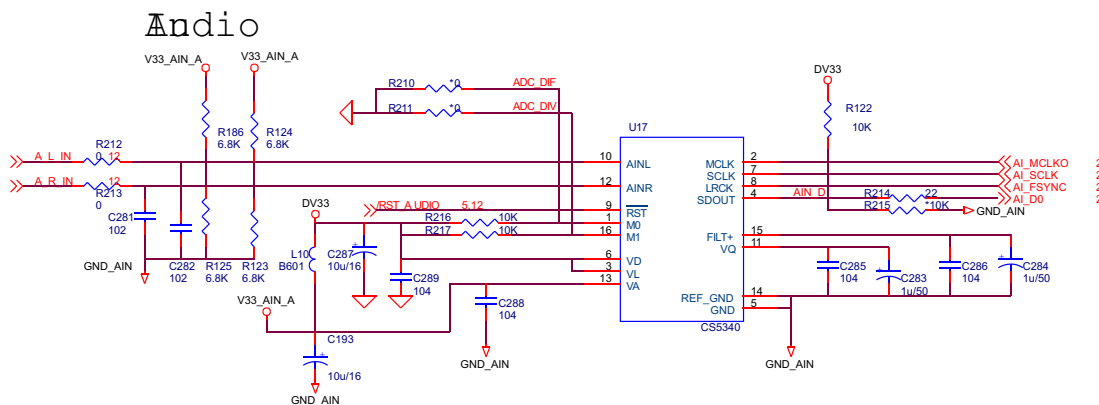 Audio
V33_AIN_A
V33_AIN_A
R210
*0
ADC_DIF
R211
*0
ADC_DIV
DV33
R122
10K
R186
6.8K
R124
6.8K
U17
A_L_IN
R212
0
12
10
AINL
MCLK
2
AI_MCLKO
2
SCLK
7
AI_SCLK
2
A_R_IN
12
R213
0
12
AINR
LRCK
8
AI_FSYNC
2
SDOUT
4
AIN_D
R214
22
AI_D0
2
R215
*10K
GND_AIN
/RST_AUDIO
5,12
9
RST
DV33
R216
10K
1
M0
R217
10K
16
M1
C281
102
C282
102
R125
6.8K
R123
6.8K
GND_AIN
L10
B601
C287
10u/16
C289
104
6
VD
3
VL
13
VA
FILT+
15
VQ
11
C285
104
C283
1u/50
C286
104
C284
1u/50
V33_AIN_A
C288
104
REF_GND
14
GND
5
CS5340
C193
10u/16
GND_AIN
GND_AIN
GND_AIN